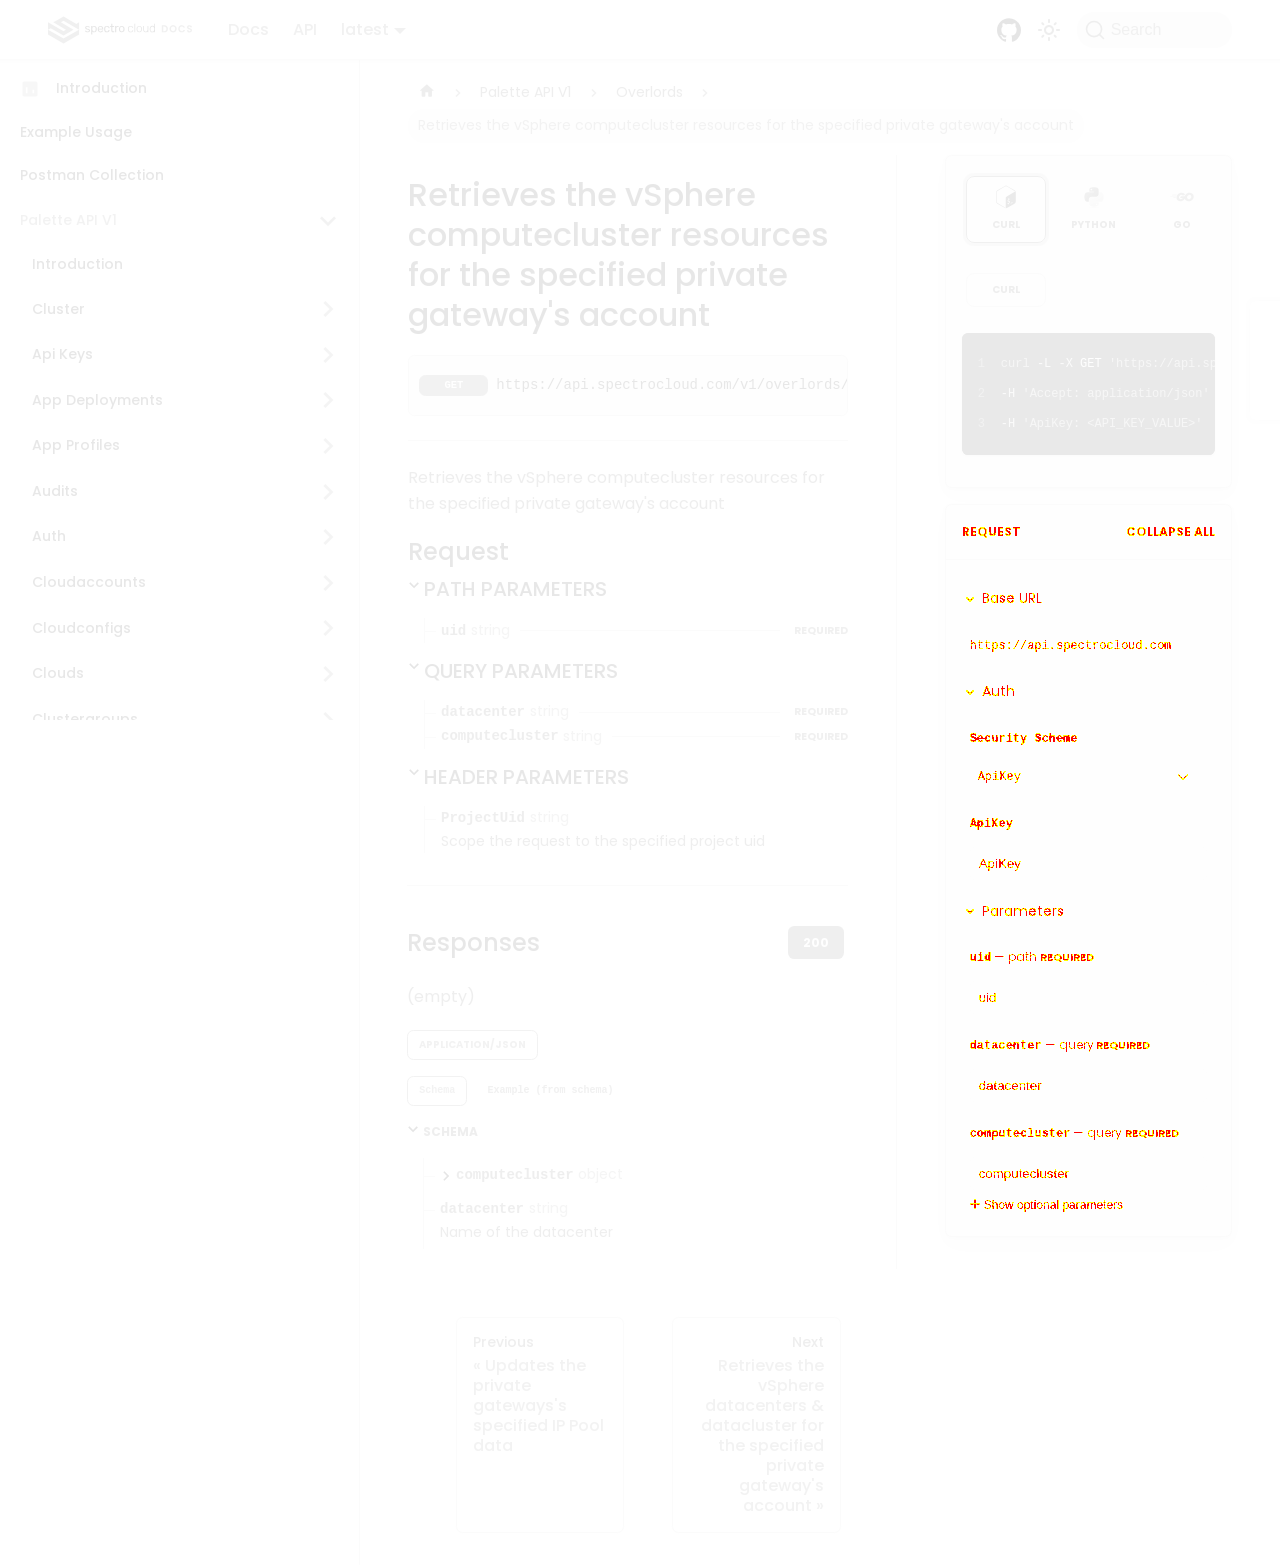 spectro cloud DOCS
Docs
API
latest
Search
Introduction
Example Usage
Postman Collection
Palette API V1
Introduction
Cluster
Api Keys
App Deployments
App Profiles
Audits
Auth
Cloudaccounts
Cloudconfigs
Clouds
Clustergroups
Palette API V1
Overlords
Retrieves the vSphere computecluster resources for the specified private gateway's account
Retrieves the vSphere
computecluster resources
for the specified private
gateway's account
GET https://api.spectrocloud.com/v1/overlords/
Retrieves the vSphere computecluster resources for
the specified private gateway's account
Request
PATH PARAMETERS
uid string REQUIRED
QUERY PARAMETERS
datacenter string REQUIRED
computecluster string REQUIRED
HEADER PARAMETERS
ProjectUid string
Scope the request to the specified project uid
Responses
200
(empty)
APPLICATION/JSON
Schema
Example (from schema)
SCHEMA
computecluster object
datacenter string
Name of the datacenter
Previous
« Updates the
private
gateways's
specified IP Pool
data
Next
Retrieves the
vSphere
datacenters &
datacluster for
the specified
private
gateway's
account »
CURL
PYTHON
GO
CURL
1 curl -L -X GET 'https://api.sp
2 -H 'Accept: application/json'
3 -H 'ApiKey: <API_KEY_VALUE>'
REQUEST
COLLAPSE ALL
Base URL
https://api.spectrocloud.com
Auth
Security Scheme
ApiKey
ApiKey
ApiKey
Parameters
uid — path REQUIRED
uid
datacenter — query REQUIRED
datacenter
computecluster — query REQUIRED
computecluster
Show optional parameters